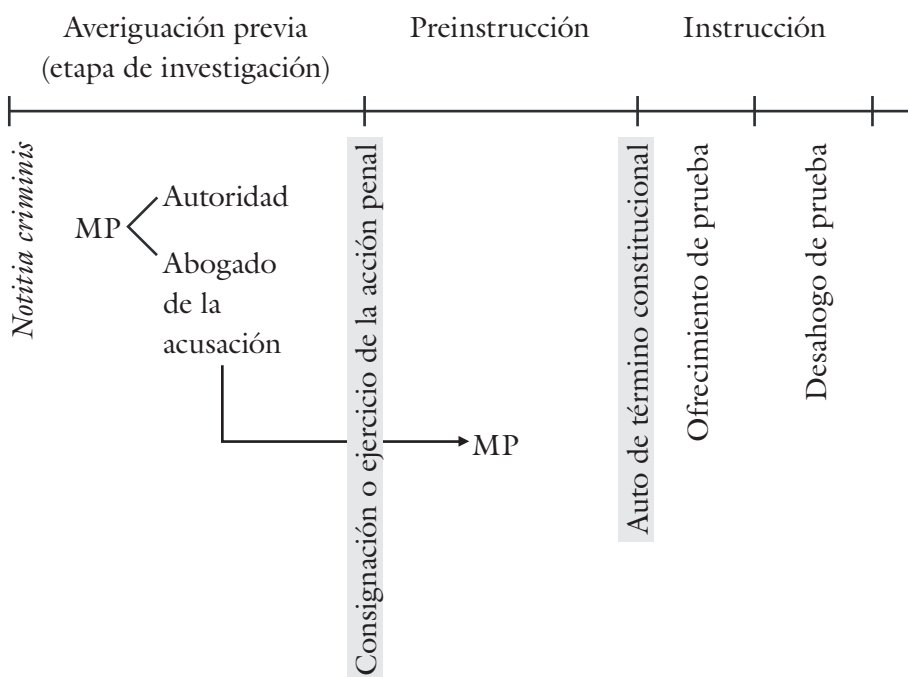 Averiguación previa
(etapa de investigación)
Preinstrucción
Instrucción
Notitia criminis
MP
Autoridad
Abogado
de la
acusación
Consignación o ejercicio de la acción penal
MP
Auto de término constitucional
Ofrecimiento de prueba
Desahogo de prueba